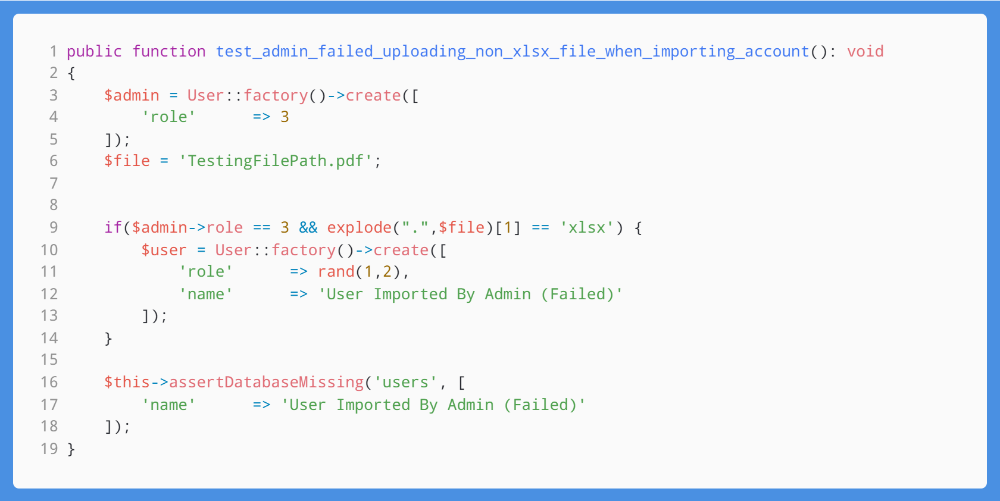 1 public function test_admin_failed_uploading_non_xlsx_file_when_importing_account(): void
2 {
3     $admin = User::factory()->create([
4         'role'      => 3
5     ]);
6     $file = 'TestingFilePath.pdf';
7
8
9     if($admin->role == 3 && explode(".",$file)[1] == 'xlsx') {
10         $user = User::factory()->create([
11             'role'      => rand(1,2),
12             'name'      => 'User Imported By Admin (Failed)'
13         ]);
14     }
15
16     $this->assertDatabaseMissing('users', [
17         'name'      => 'User Imported By Admin (Failed)'
18     ]);
19 }